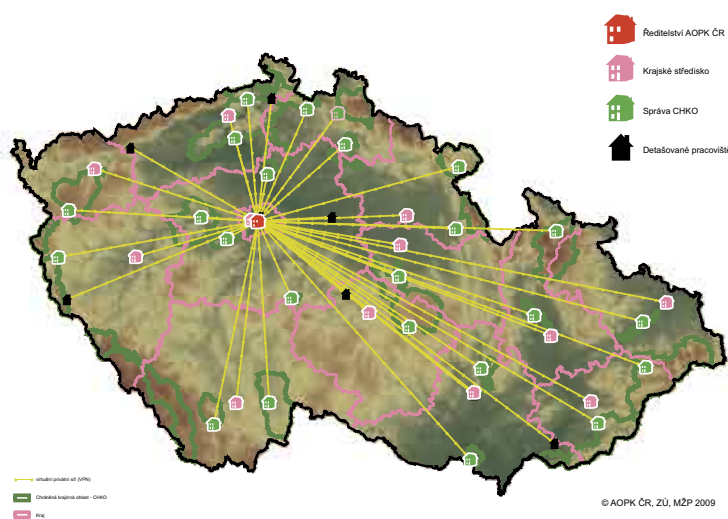 Ředitelství AOPK ČR
Krajské středisko
Správa CHKO
Detašované pracoviště
virtuální privátní síť (VPN)
Chráněná krajinná oblast - CHKO
Kraj
© AOPK ČR, ZÚ, MŽP 2009